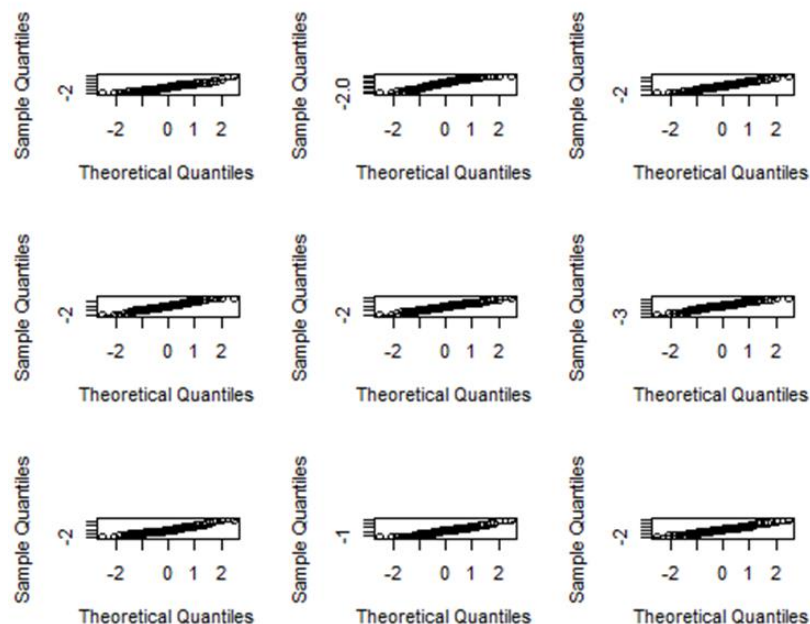 Sample Quantiles Sample Quantiles Sample Quantiles
-2 -2.0 -2
-2 0 1 2 -2 0 1 2 -2 0 1 2
Theoretical Quantiles Theoretical Quantiles Theoretical Quantiles
Sample Quantiles Sample Quantiles Sample Quantiles
-2 -2 -3
-2 0 1 2 -2 0 1 2 -2 0 1 2
Theoretical Quantiles Theoretical Quantiles Theoretical Quantiles
Sample Quantiles Sample Quantiles Sample Quantiles
-2 -1 -2
-2 0 1 2 -2 0 1 2 -2 0 1 2
Theoretical Quantiles Theoretical Quantiles Theoretical Quantiles